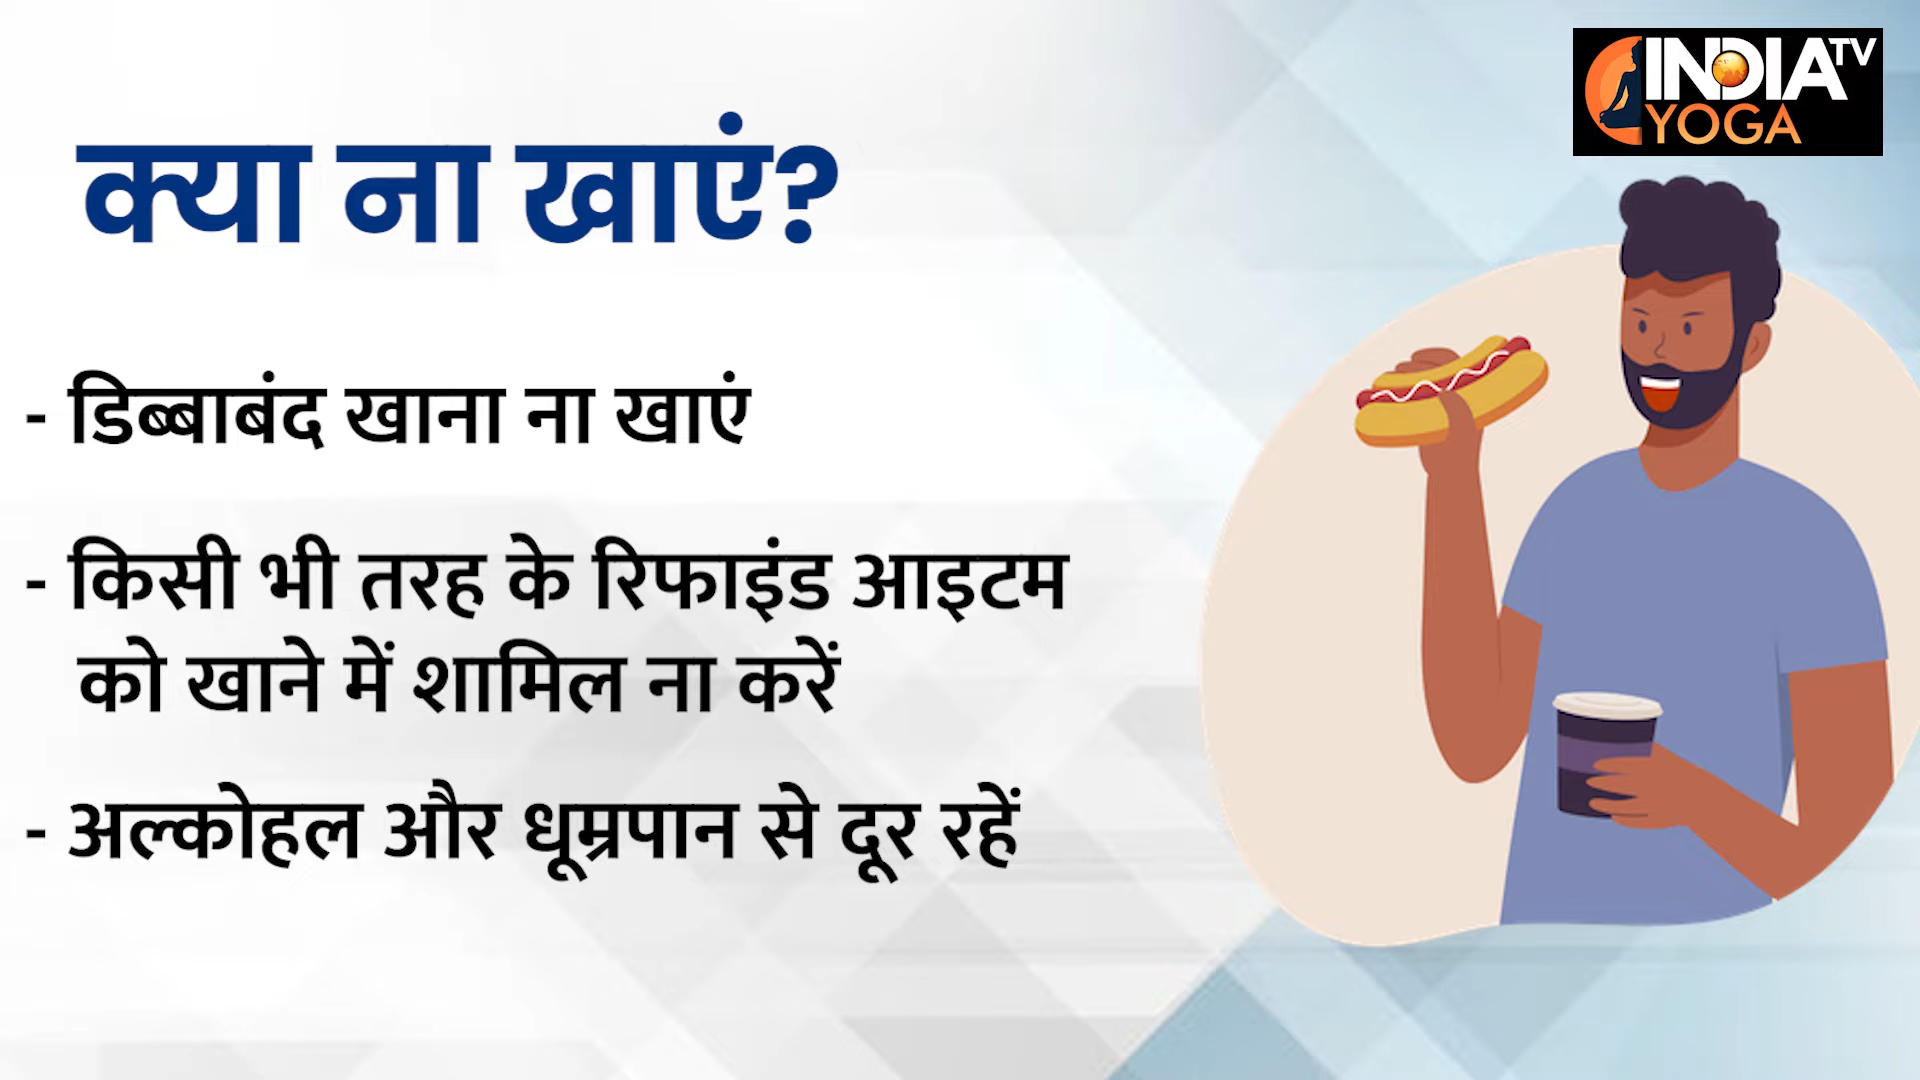 INDIA TV
YOGA
क्या ना खाएं?
- डिब्बाबंद खाना ना खाएं
- किसी भी तरह के रिफाइंड आइटम
को खाने में शामिल ना करें
- अल्कोहल और धूम्रपान से दूर रहें